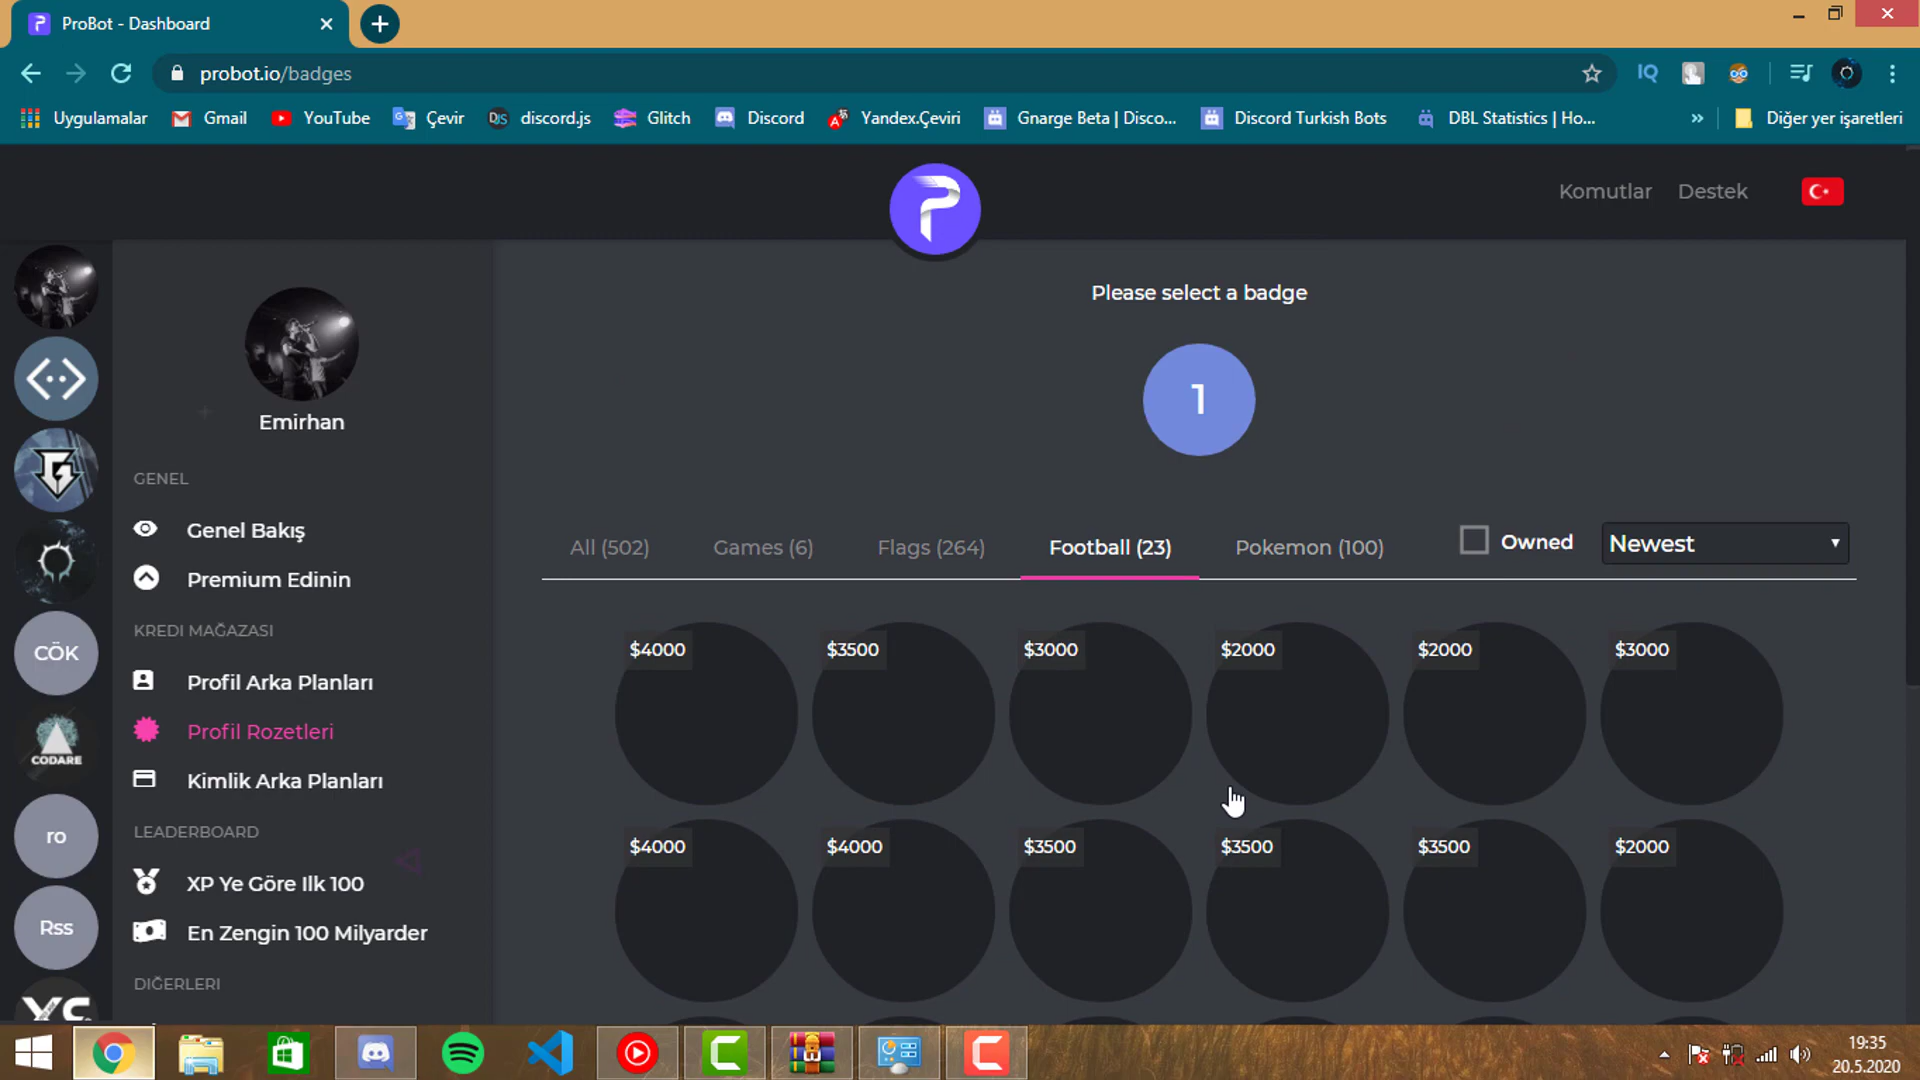 ProBot - Dashboard
probot.io/badges
IQ
Uygulamalar Gmail YouTube Çevir discord.js Glitch Discord Yandex.Çeviri Gnarge Beta | Disco... Discord Turkish Bots DBL Statistics | Ho... » Diğer yer işaretleri
Komutlar Destek
Emirhan
GENEL
Genel Bakış
Premium Edinin
KREDI MAĞAZASI
Profil Arka Planları
Profil Rozetleri
Kimlik Arka Planları
LEADERBOARD
XP Ye Göre Ilk 100
En Zengin 100 Milyarder
DIĞERLERI
CÖK
CODARE
ro
Rss
YC
Please select a badge
1
All (502) Games (6) Flags (264) Football (23) Pokemon (100) Owned Newest
$4000 $3500 $3000 $2000 $2000 $3000
$4000 $4000 $3500 $3500 $3500 $2000
19:35
20.5.2020